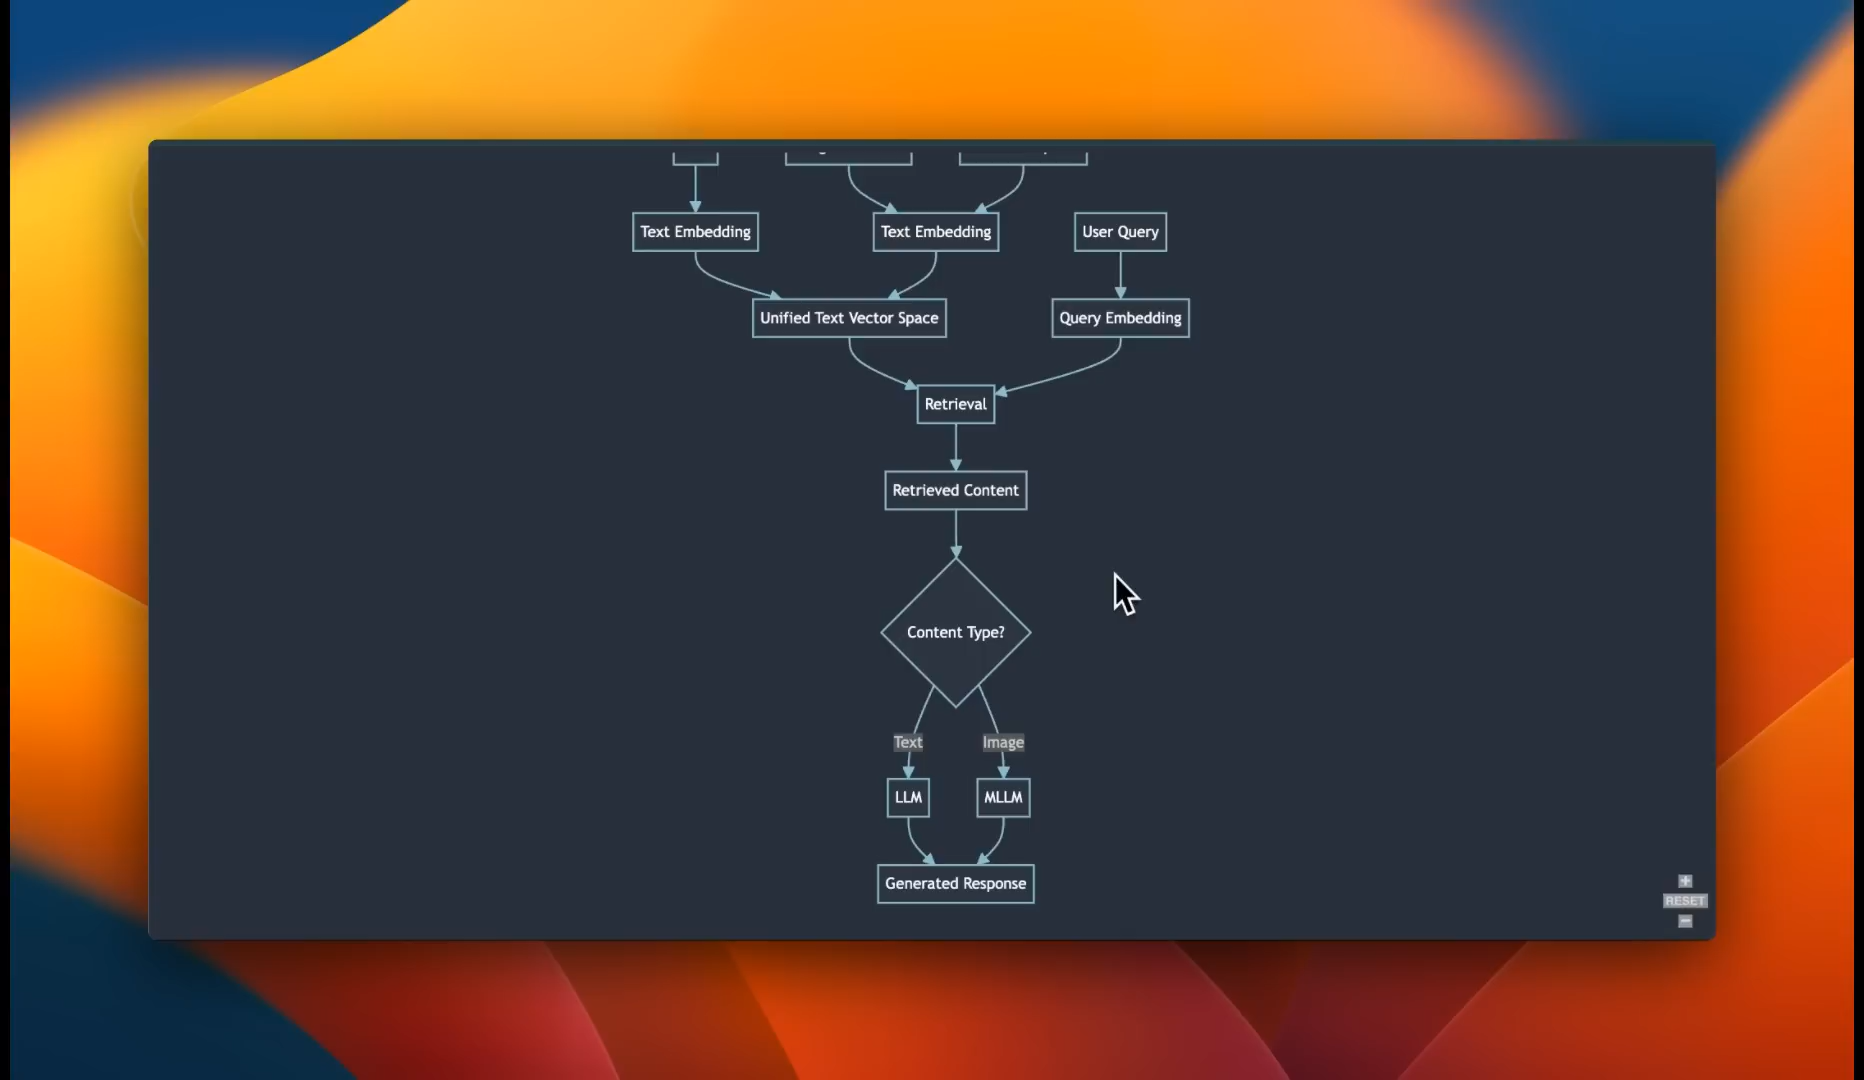 Text Embedding
Text Embedding
User Query
Unified Text Vector Space
Query Embedding
Retrieval
Retrieved Content
Content Type?
Text
Image
LLM
MLLM
Generated Response
+
RESET
-